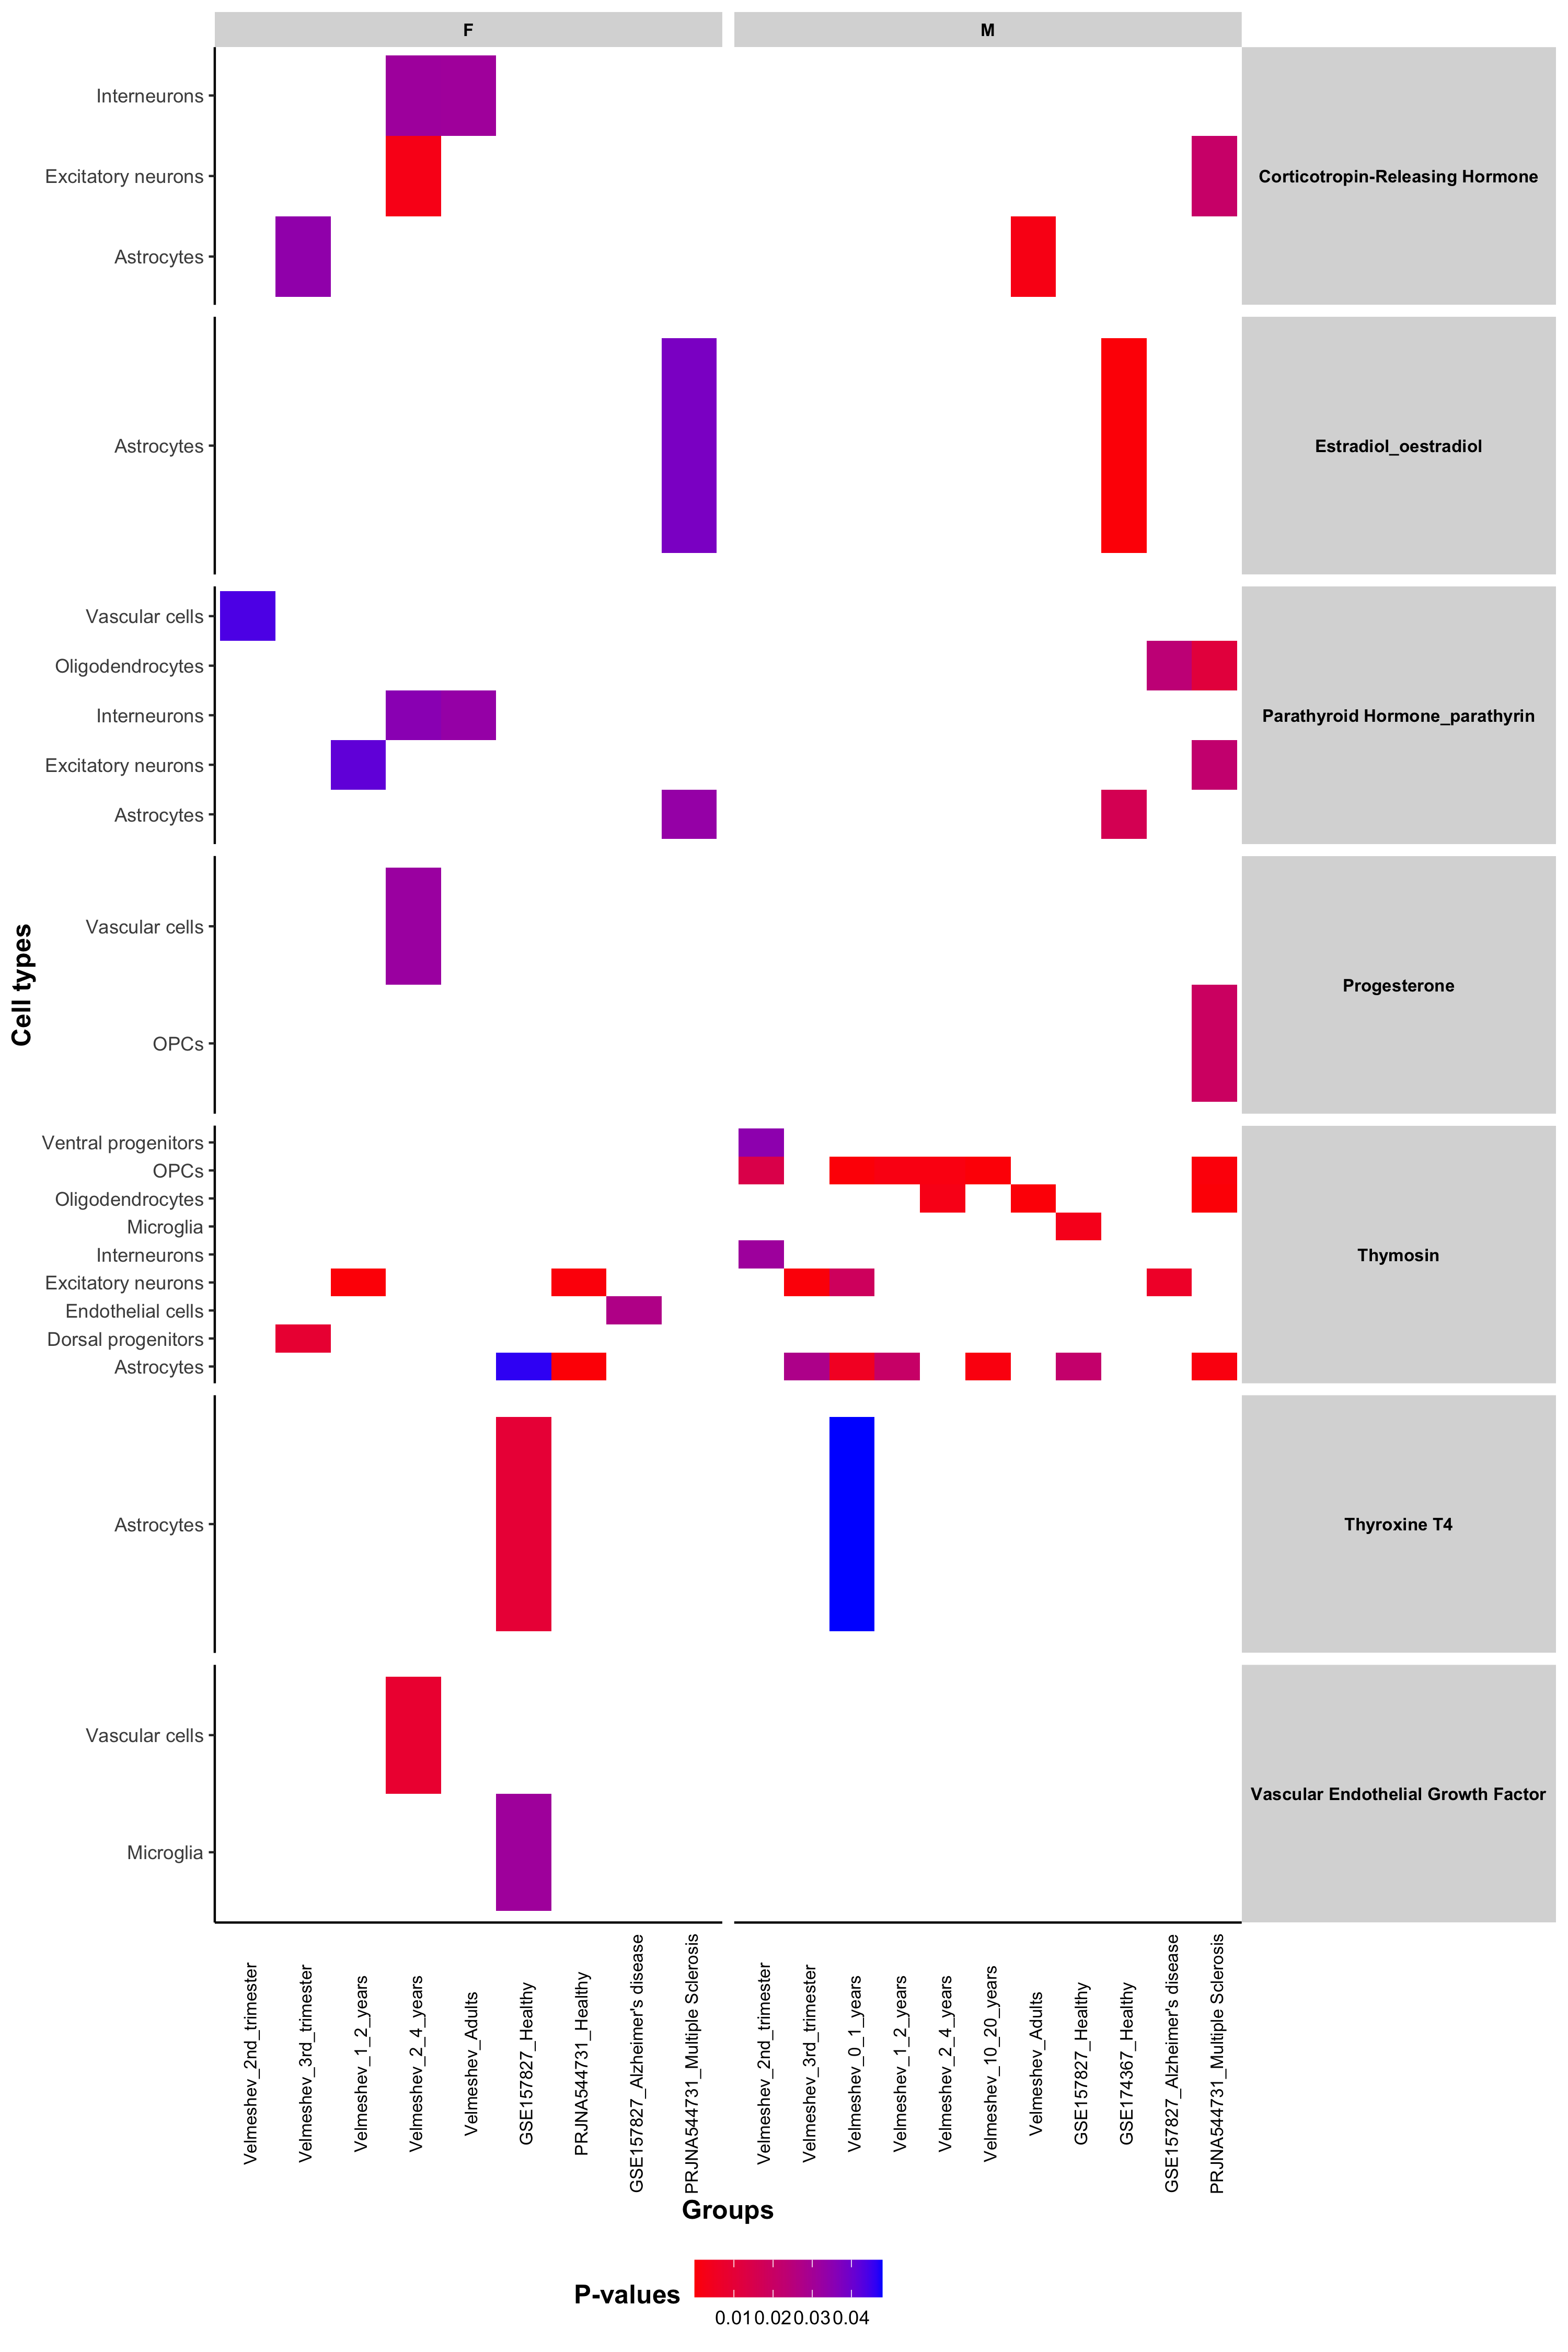 F
M
Interneurons
Excitatory neurons
Astrocytes
Corticotropin-Releasing Hormone
Astrocytes
Estradiol_oestradiol
Vascular cells
Oligodendrocytes
Interneurons
Excitatory neurons
Astrocytes
Parathyroid Hormone_parathyrin
Vascular cells
OPCs
Progesterone
Cell types
Ventral progenitors
OPCs
Oligodendrocytes
Microglia
Interneurons
Excitatory neurons
Endothelial cells
Dorsal progenitors
Astrocytes
Thymosin
Astrocytes
Thyroxine T4
Vascular cells
Microglia
Vascular Endothelial Growth Factor
Velmeshev_2nd_trimester
Velmeshev_3rd_trimester
Velmeshev_1_2_years
Velmeshev_2_4_years
Velmeshev_Adults
GSE157827_Healthy
PRJNA544731_Healthy
GSE157827_Alzheimer's disease
PRJNA544731_Multiple Sclerosis
Velmeshev_2nd_trimester
Velmeshev_3rd_trimester
Velmeshev_0_1_years
Velmeshev_1_2_years
Velmeshev_2_4_years
Velmeshev_10_20_years
Velmeshev_Adults
GSE157827_Healthy
GSE174367_Healthy
GSE157827_Alzheimer's disease
PRJNA544731_Multiple Sclerosis
Groups
P-values
0.01 0.02 0.03 0.04